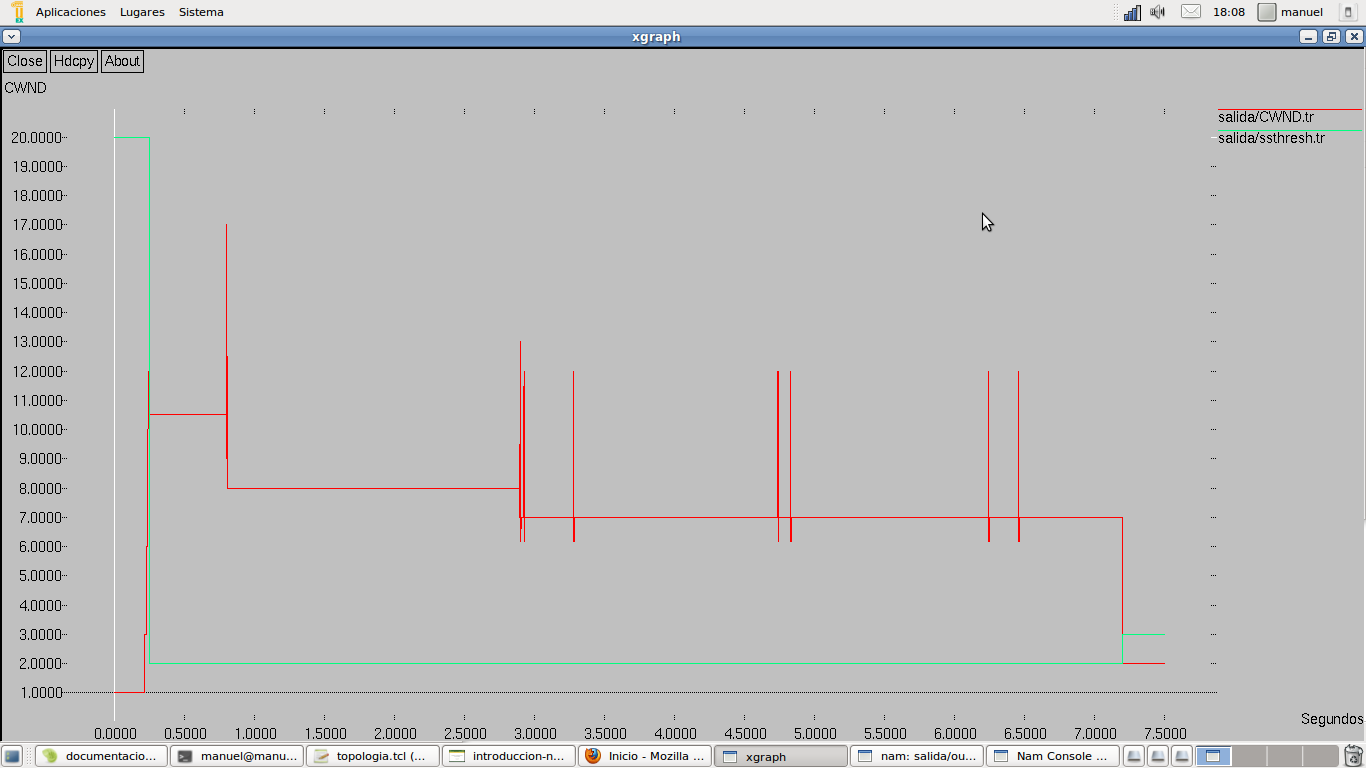 Aplicaciones Lugares Sistema 18:08 manuel
xgraph
Close Hdcpy About
CWND
salida/CWND.tr
salida/ssthresh.tr
20.0000
19.0000
18.0000
17.0000
16.0000
15.0000
14.0000
13.0000
12.0000
11.0000
10.0000
9.0000
8.0000
7.0000
6.0000
5.0000
4.0000
3.0000
2.0000
1.0000
Segundos
0.0000 0.5000 1.0000 1.5000 2.0000 2.5000 3.0000 3.5000 4.0000 4.5000 5.0000 5.5000 6.0000 6.5000 7.0000 7.5000
documentacio... manuel@manu... topologia.tcl (... introduccion-n... Inicio - Mozilla ... xgraph nam: salida/ou... Nam Console ...